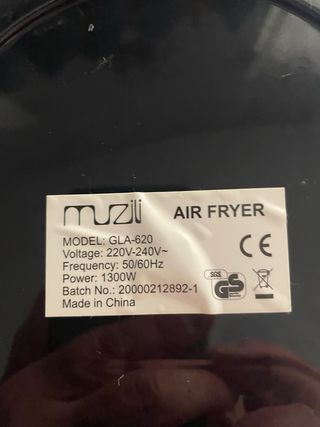 muzili AIR FRYER
MODEL: GLA-620
Voltage: 220V-240V~
Frequency: 50/60Hz
Power: 1300W
Batch No.: 20000212892-1
Made in China
CE
SGS
GS